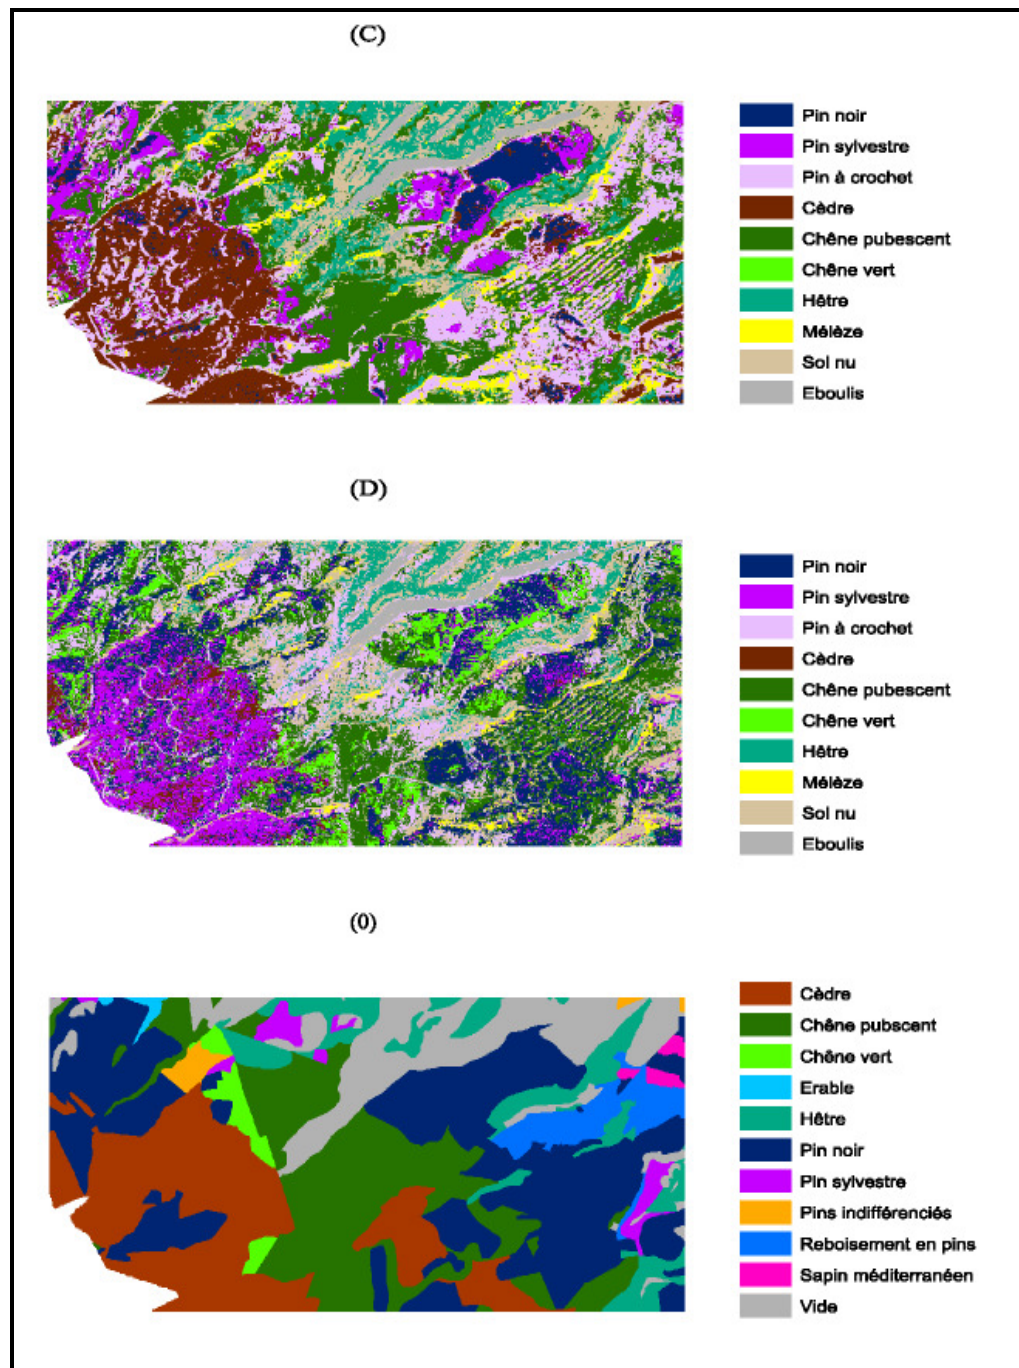 (C)
Pin noir
Pin sylvestre
Pin à crochet
Cèdre
Chêne pubescent
Chêne vert
Hêtre
Mélèze
Sol nu
Eboulis
(D)
Pin noir
Pin sylvestre
Pin à crochet
Cèdre
Chêne pubescent
Chêne vert
Hêtre
Mélèze
Sol nu
Eboulis
(0)
Cèdre
Chêne pubscent
Chêne vert
Erable
Hêtre
Pin noir
Pin sylvestre
Pins indifférenciés
Reboisement en pins
Sapin méditerranéen
Vide